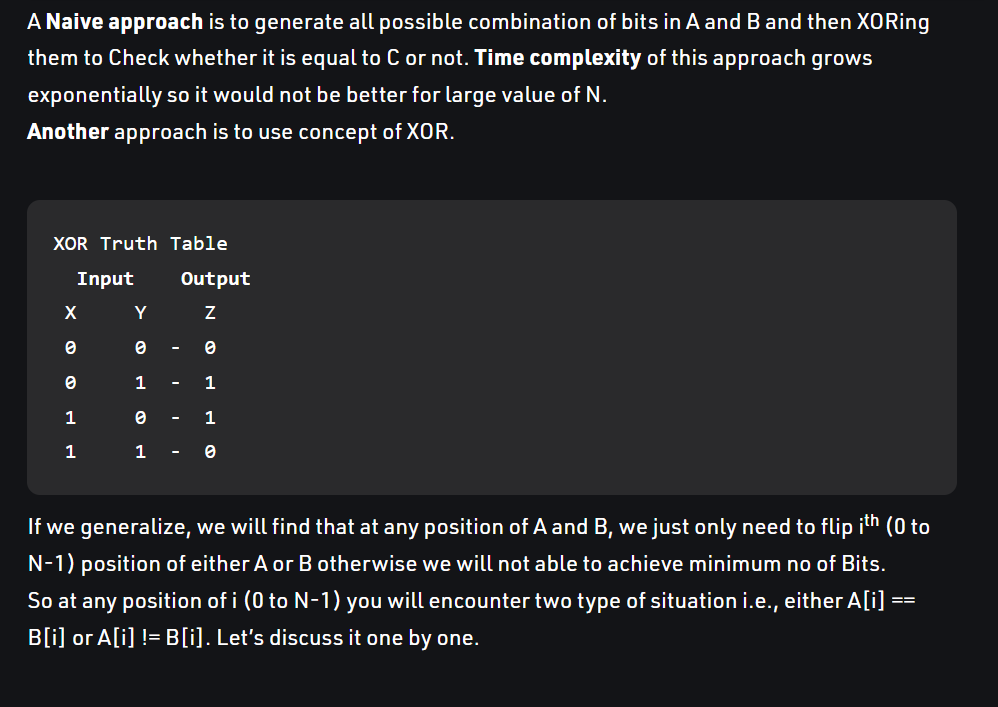 A Naive approach is to generate all possible combination of bits in A and B and then XORing
them to Check whether it is equal to C or not. Time complexity of this approach grows
exponentially so it would not be better for large value of N.
Another approach is to use concept of XOR.
XOR Truth Table
Input Output
X Y Z
0 0 - 0
0 1 - 1
1 0 - 1
1 1 - 0
If we generalize, we will find that at any position of A and B, we just only need to flip iᵗʰ (0 to
N-1) position of either A or B otherwise we will not able to achieve minimum no of Bits.
So at any position of i (0 to N-1) you will encounter two type of situation i.e., either A[i] ==
B[i] or A[i] != B[i]. Let’s discuss it one by one.